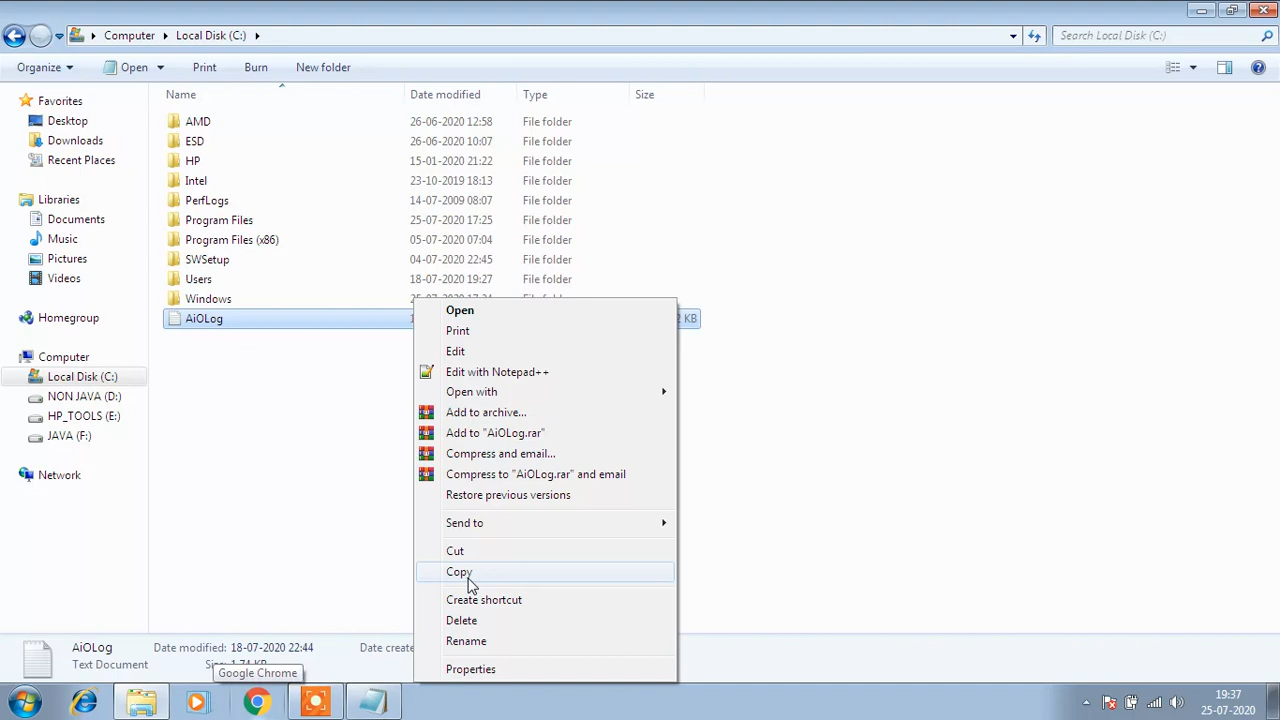 Computer
Local Disk (C:)
Search Local Disk (C:)
Organize
Open
Print
Burn
New folder
Name
Date modified
Type
Size
Favorites
Desktop
Downloads
Recent Places
Libraries
Documents
Music
Pictures
Videos
Homegroup
Computer
Local Disk (C:)
NON JAVA (D:)
HP_TOOLS (E:)
JAVA (F:)
Network
AMD 26-06-2020 12:58 File folder
ESD 26-06-2020 10:07 File folder
HP 15-01-2020 21:22 File folder
Intel 23-10-2019 18:13 File folder
PerfLogs 14-07-2009 08:07 File folder
Program Files 25-07-2020 17:25 File folder
Program Files (x86) 05-07-2020 07:04 File folder
SWSetup 04-07-2020 22:45 File folder
Users 18-07-2020 19:27 File folder
Windows File folder
AiOLog 2 KB
Open
Print
Edit
Edit with Notepad++
Open with
Add to archive...
Add to "AiOLog.rar"
Compress and email...
Compress to "AiOLog.rar" and email
Restore previous versions
Send to
Cut
Copy
Create shortcut
Delete
Rename
Properties
AiOLog Date modified: 18-07-2020 22:44 Date create
Text Document
Google Chrome
19:37
25-07-2020